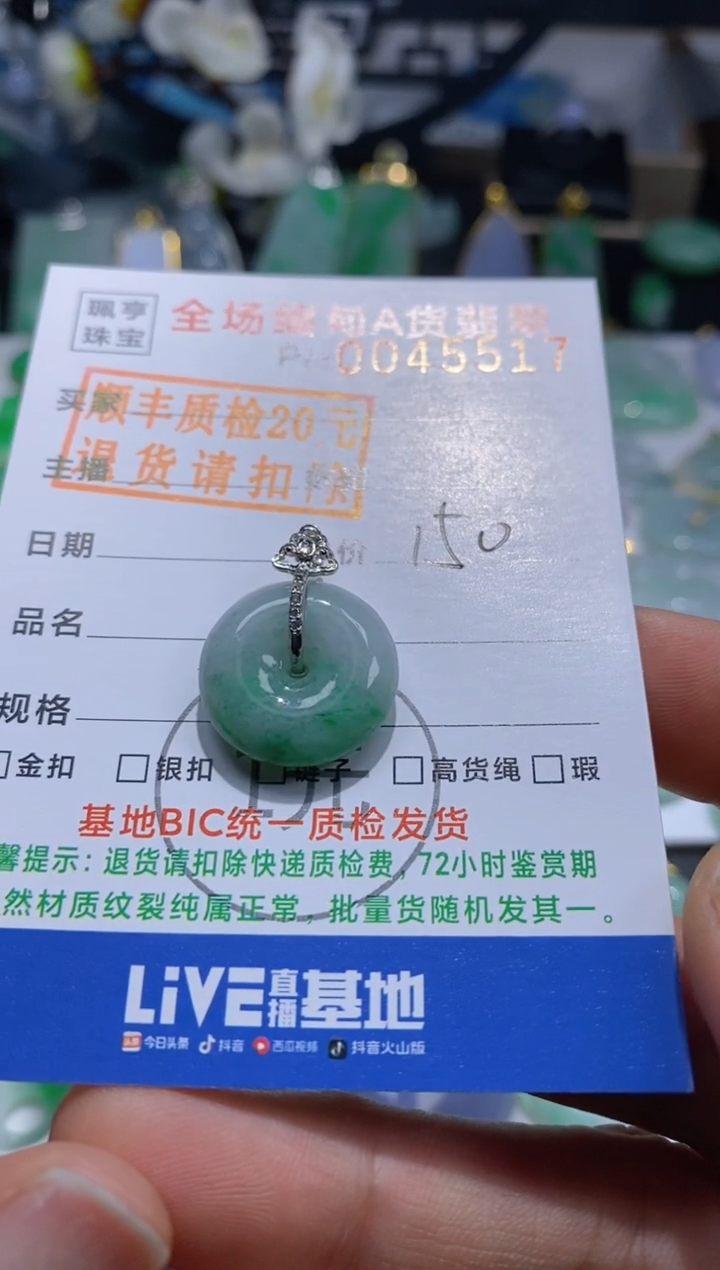 珮亨
珠宝
全场缅甸A货翡翠
0045517
买家
顺丰质检20元
主播
退货请扣除
日期
价 150
品名
规格
金扣 银扣 链子 高货绳 瑕
基地BIC统一质检发货
馨提示:退货请扣除快递质检费,72小时鉴赏期
然材质纹裂纯属正常,批量货随机发其一。
LiVE直播基地
头条 今日头条 抖音 西瓜视频 抖音火山版